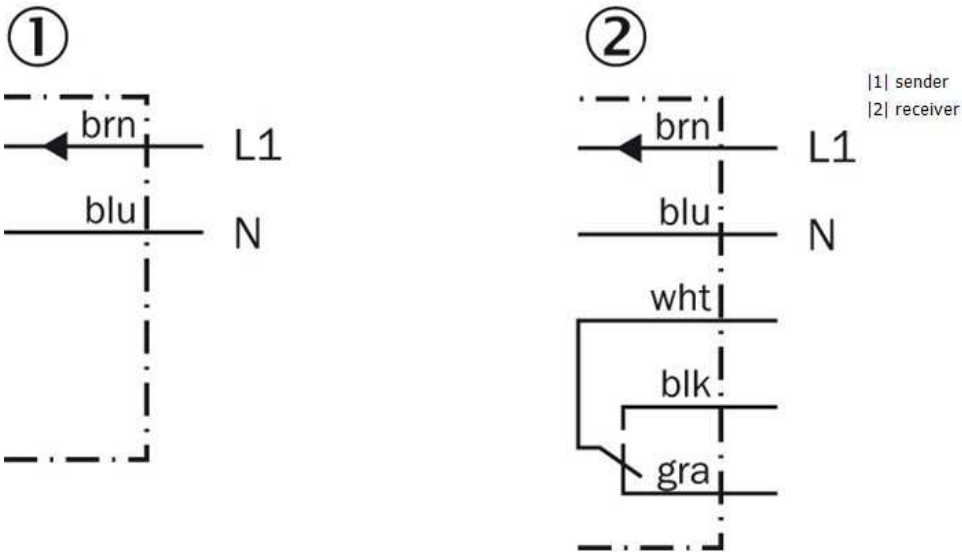 ①
brn L1
blu N
②
brn L1
blu N
wht
blk
gra
|1| sender
|2| receiver